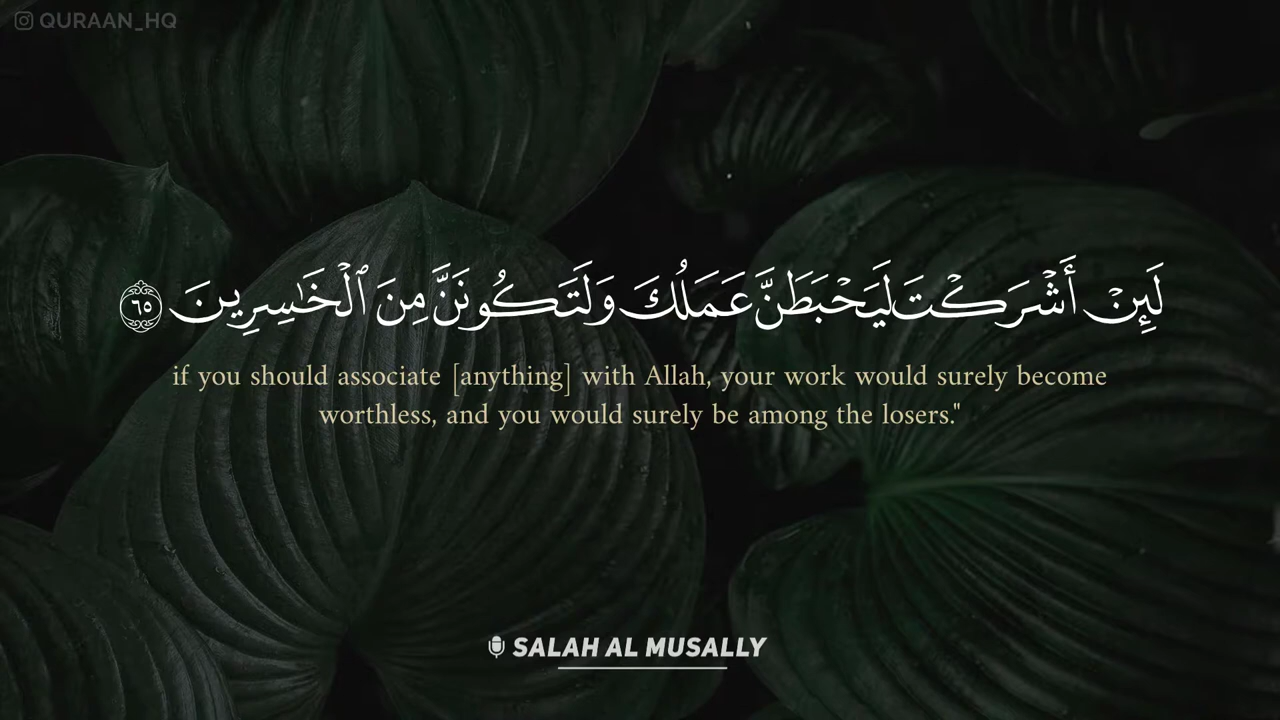 QURAAN_HQ
لَئِنْ أَشْرَكْتَ لَيَحْبَطَنَّ عَمَلُكَ وَلَتَكُونَنَّ مِنَ ٱلْخَـٰسِرِينَ ٦٥
if you should associate [anything] with Allah, your work would surely become
worthless, and you would surely be among the losers."
SALAH AL MUSALLY